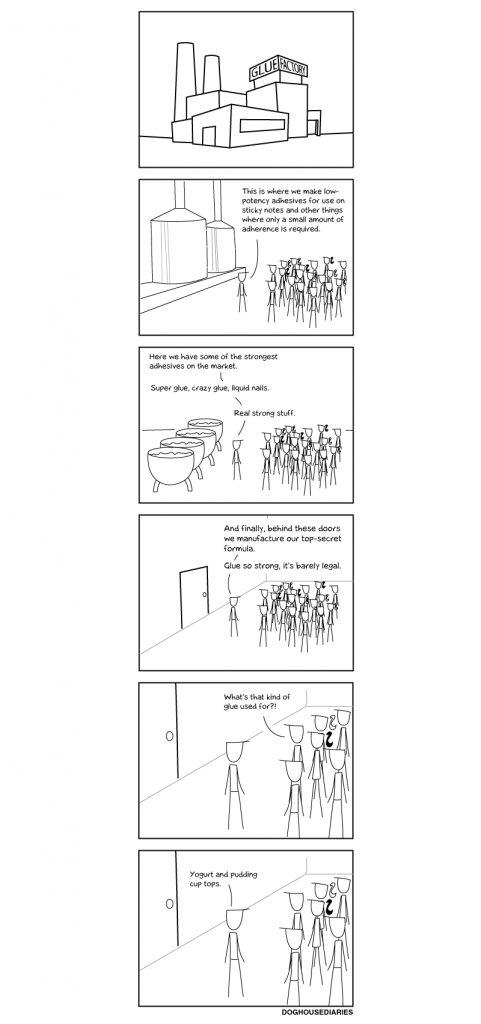 GLUE FACTORY
This is where we make low-
potency adhesives for use on
sticky notes and other things
where only a small amount of
adherence is required.
Here we have some of the strongest
adhesives on the market.
Super glue, crazy glue, liquid nails.
Real strong stuff.
And finally, behind these doors
we manufacture our top-secret
formula.
Glue so strong, it's barely legal.
What's that kind of
glue used for?!
Yogurt and pudding
cup tops.
DOGHOUSEDIARIES